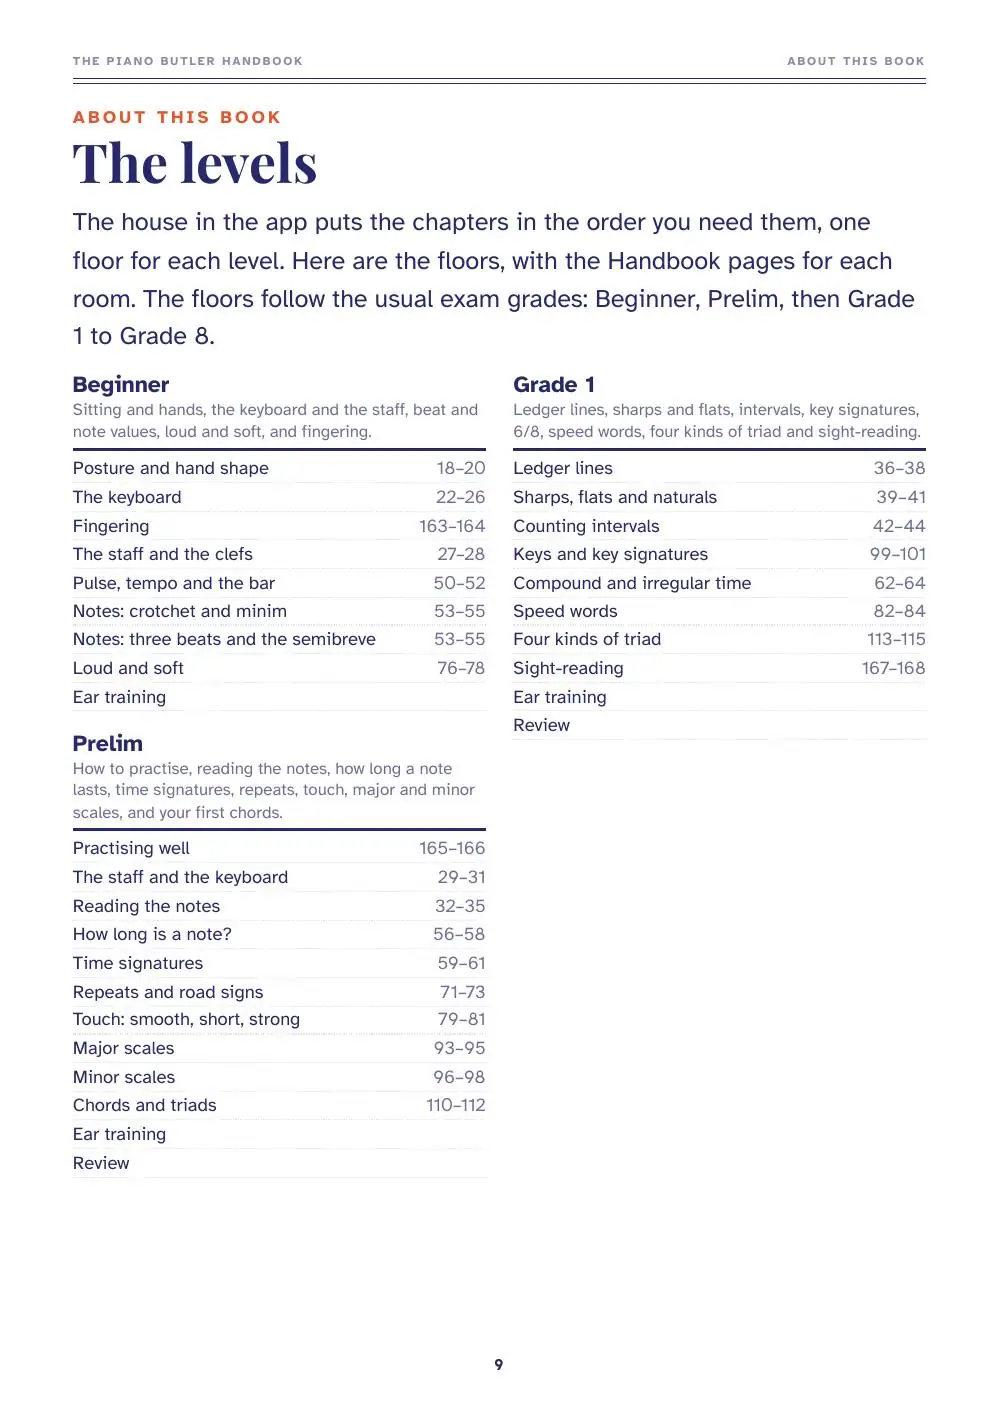 THE PIANO BUTLER HANDBOOK
ABOUT THIS BOOK
ABOUT THIS BOOK
The levels
The house in the app puts the chapters in the order you need them, one
floor for each level. Here are the floors, with the Handbook pages for each
room. The floors follow the usual exam grades: Beginner, Prelim, then Grade
1 to Grade 8.
Beginner
Sitting and hands, the keyboard and the staff, beat and
note values, loud and soft, and fingering.
Posture and hand shape 18–20
The keyboard 22–26
Fingering 163–164
The staff and the clefs 27–28
Pulse, tempo and the bar 50–52
Notes: crotchet and minim 53–55
Notes: three beats and the semibreve 53–55
Loud and soft 76–78
Ear training
Prelim
How to practise, reading the notes, how long a note
lasts, time signatures, repeats, touch, major and minor
scales, and your first chords.
Practising well 165–166
The staff and the keyboard 29–31
Reading the notes 32–35
How long is a note? 56–58
Time signatures 59–61
Repeats and road signs 71–73
Touch: smooth, short, strong 79–81
Major scales 93–95
Minor scales 96–98
Chords and triads 110–112
Ear training
Review
Grade 1
Ledger lines, sharps and flats, intervals, key signatures,
6/8, speed words, four kinds of triad and sight-reading.
Ledger lines 36–38
Sharps, flats and naturals 39–41
Counting intervals 42–44
Keys and key signatures 99–101
Compound and irregular time 62–64
Speed words 82–84
Four kinds of triad 113–115
Sight-reading 167–168
Ear training
Review
9